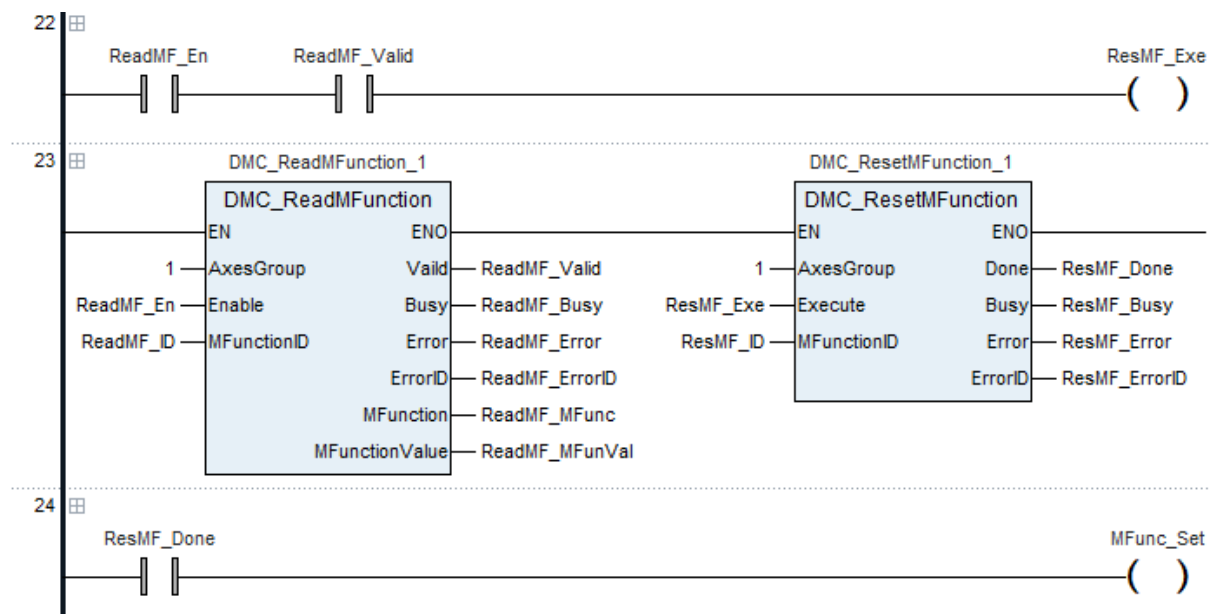 22
ReadMF_En ReadMF_Valid ResMF_Exe
23
DMC_ReadMFunction_1 DMC_ResetMFunction_1
DMC_ReadMFunction DMC_ResetMFunction
EN ENO EN ENO
1 AxesGroup Vaild ReadMF_Valid 1 AxesGroup Done ResMF_Done
ReadMF_En Enable Busy ReadMF_Busy ResMF_Exe Execute Busy ResMF_Busy
ReadMF_ID MFunctionID Error ReadMF_Error ResMF_ID MFunctionID Error ResMF_Error
ErrorID ReadMF_ErrorID ErrorID ResMF_ErrorID
MFunction ReadMF_MFunc
MFunctionValue ReadMF_MFunVal
24
ResMF_Done MFunc_Set